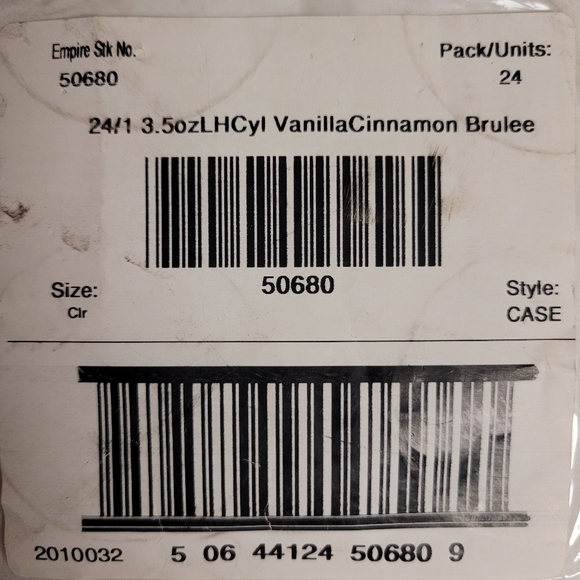 Empire Stk No. Pack/Units:
50680 24
24/1 3.5ozLHCyl VanillaCinnamon Brulee
50680
Size: Style:
Clr CASE
2010032 5 06 44124 50680 9